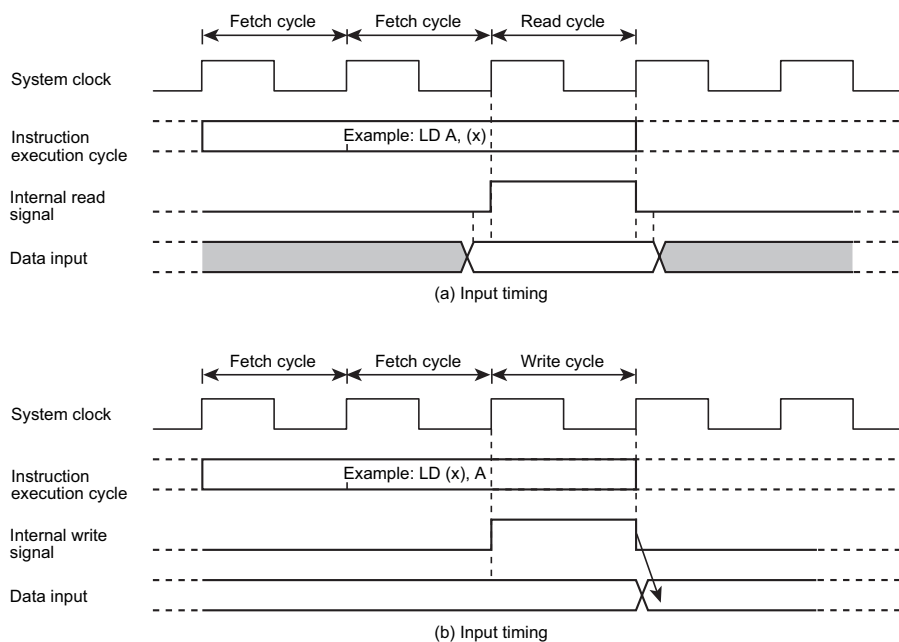 Fetch cycle Fetch cycle Read cycle
System clock
Instruction
execution cycle
Example: LD A, (x)
Internal read
signal
Data input
(a) Input timing
Fetch cycle Fetch cycle Write cycle
System clock
Instruction
execution cycle
Example: LD (x), A
Internal write
signal
Data input
(b) Input timing